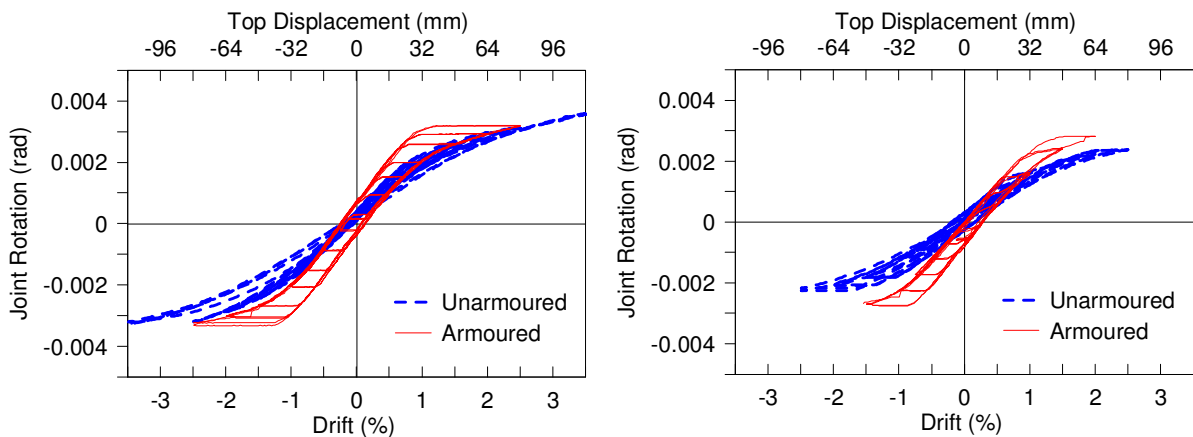 Top Displacement (mm)
-96 -64 -32 0 32 64 96
0.004
0.002
0
-0.002
-0.004
Joint Rotation (rad)
Unarmoured
Armoured
-3 -2 -1 0 1 2 3
Drift (%)
Top Displacement (mm)
-96 -64 -32 0 32 64 96
0.004
0.002
0
-0.002
-0.004
Joint Rotation (rad)
Unarmoured
Armoured
-3 -2 -1 0 1 2 3
Drift (%)